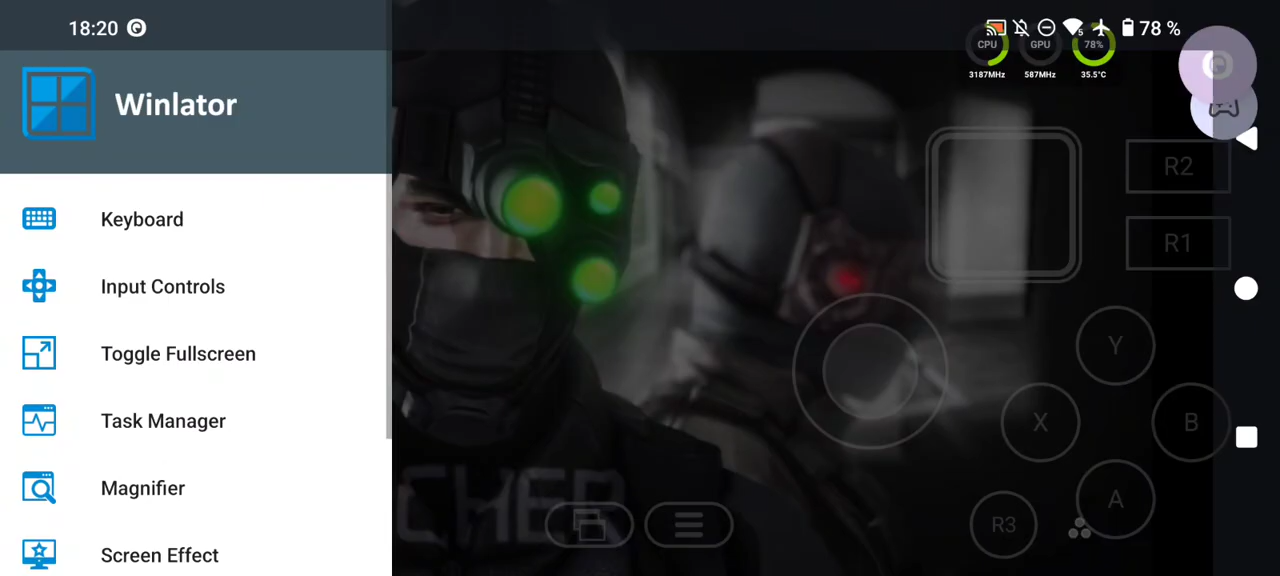 18:20
78 %
CPU
GPU
78%
3187MHz
587MHz
35.5°C
Winlator
R2
Keyboard
R1
Input Controls
Toggle Fullscreen
Y
Task Manager
X
B
Magnifier
CHER
A
R3
Screen Effect